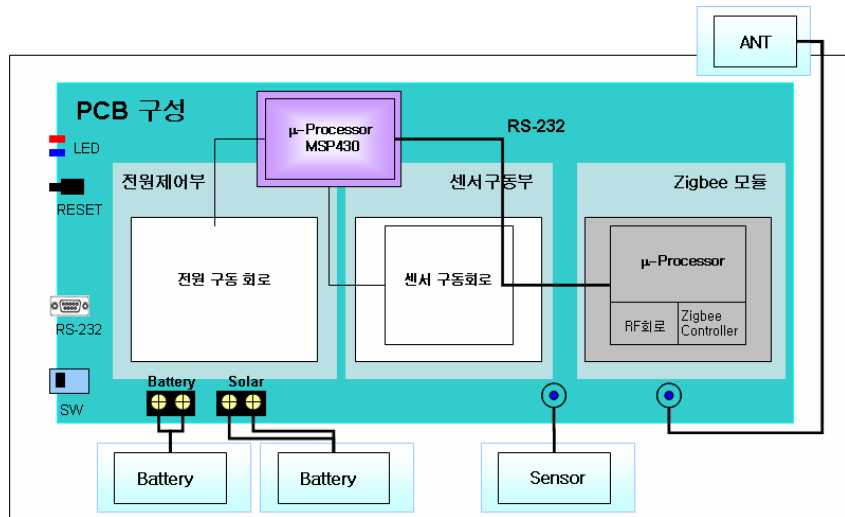 ANT
PCB 구성
μ-Processor
MSP430
RS-232
LED
전원제어부
센서구동부
Zigbee 모듈
RESET
전원 구동 회로
센서 구동회로
μ-Processor
RF회로
Zigbee
Controller
RS-232
SW
Battery
Solar
Battery
Battery
Sensor